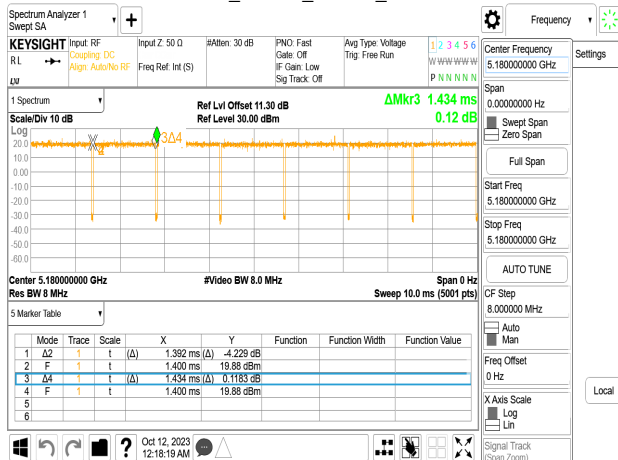 Spectrum Analyzer 1
Swept SA
Frequency
KEYSIGHT
Input: RF
Coupling: DC
Align: Auto/No RF
Input Z: 50 Ω
Freq Ref: Int (S)
#Atten: 30 dB
PNO: Fast
Gate: Off
IF Gain: Low
Sig Track: Off
Avg Type: Voltage
Trig: Free Run
1 2 3 4 5 6
W W W W W W
P N N N N N
RL
LXI
Center Frequency
5.180000000 GHz
Settings
Span
0.00000000 Hz
Swept Span
Zero Span
Full Span
Start Freq
5.180000000 GHz
Stop Freq
5.180000000 GHz
AUTO TUNE
CF Step
8.000000 MHz
Auto
Man
Freq Offset
0 Hz
X Axis Scale
Log
Lin
Signal Track
(Span Zoom)
Local
1 Spectrum
Scale/Div 10 dB
Ref Lvl Offset 11.30 dB
Ref Level 30.00 dBm
ΔMkr3 1.434 ms
0.12 dB
Log
20.0
10.0
0.00
-10.0
-20.0
-30.0
-40.0
-50.0
-60.0
3Δ4
Center 5.180000000 GHz
#Video BW 8.0 MHz
Span 0 Hz
Res BW 8 MHz
Sweep 10.0 ms (5001 pts)
5 Marker Table
Mode Trace Scale X Y Function Function Width Function Value
1 Δ2 1 t (Δ) 1.392 ms (Δ) -4.229 dB
2 F 1 t 1.400 ms 19.88 dBm
3 Δ4 1 t (Δ) 1.434 ms (Δ) 0.1183 dB
4 F 1 t 1.400 ms 19.88 dBm
5
6
Oct 12, 2023
12:18:19 AM